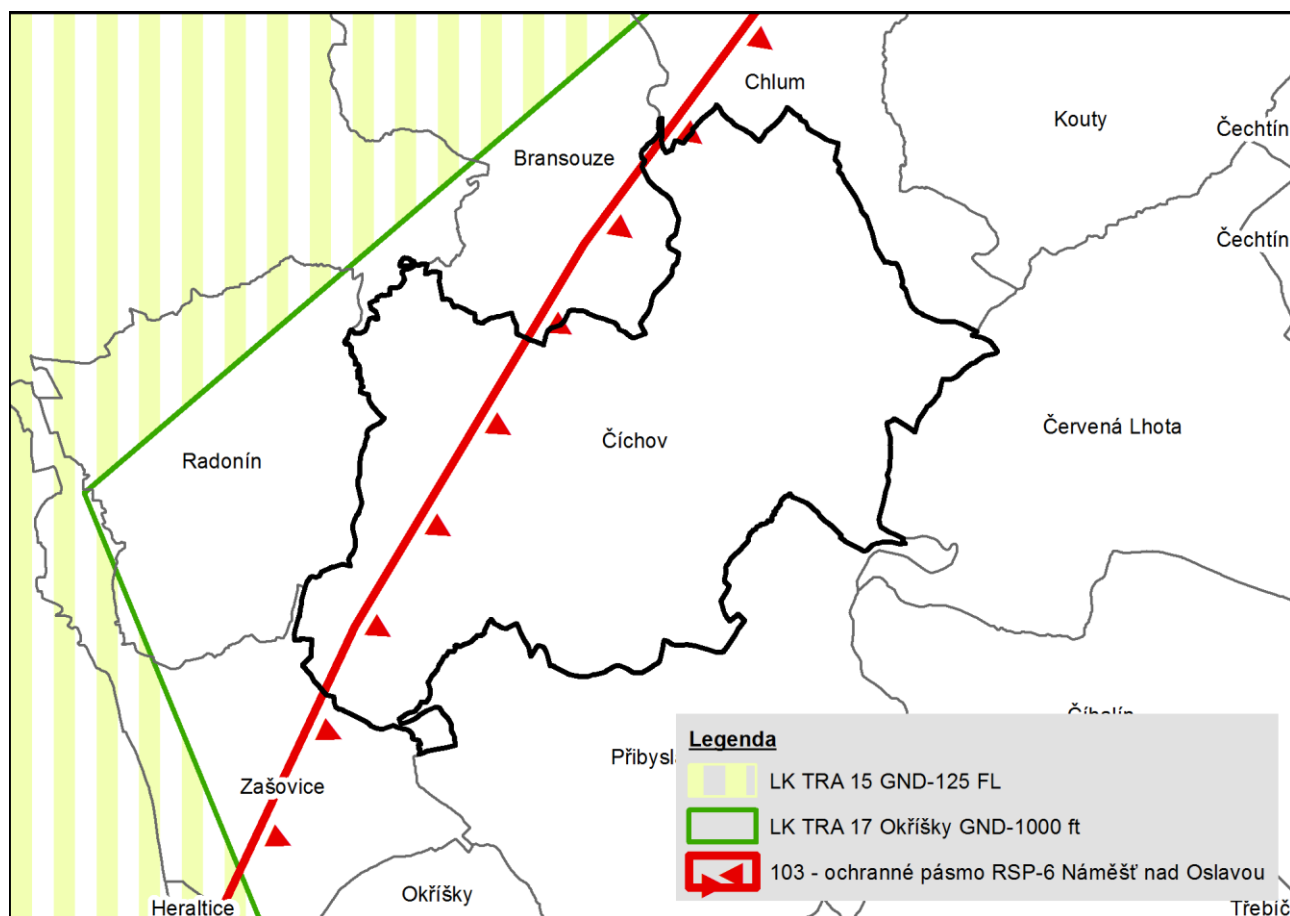 Chlum
Kouty
Čechtín
Bransouze
Čechtín
Radonín
Číchov
Červená Lhota
Zašovice
Okříšky
Heraltice
Třebíč
Legenda
LK TRA 15 GND-125 FL
LK TRA 17 Okříšky GND-1000 ft
103 - ochranné pásmo RSP-6 Náměšť nad Oslavou